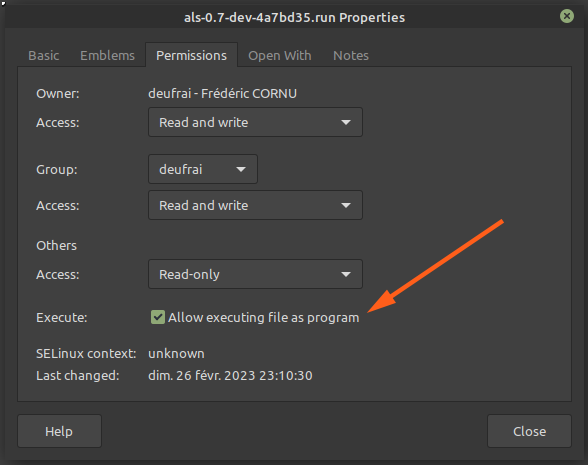 als-0.7-dev-4a7bd35.run Properties
Basic Emblems Permissions Open With Notes
Owner: deufrai - Frédéric CORNU
Access: Read and write
Group: deufrai
Access: Read and write
Others
Access: Read-only
Execute: Allow executing file as program
SELinux context: unknown
Last changed: dim. 26 févr. 2023 23:10:30
Help Close